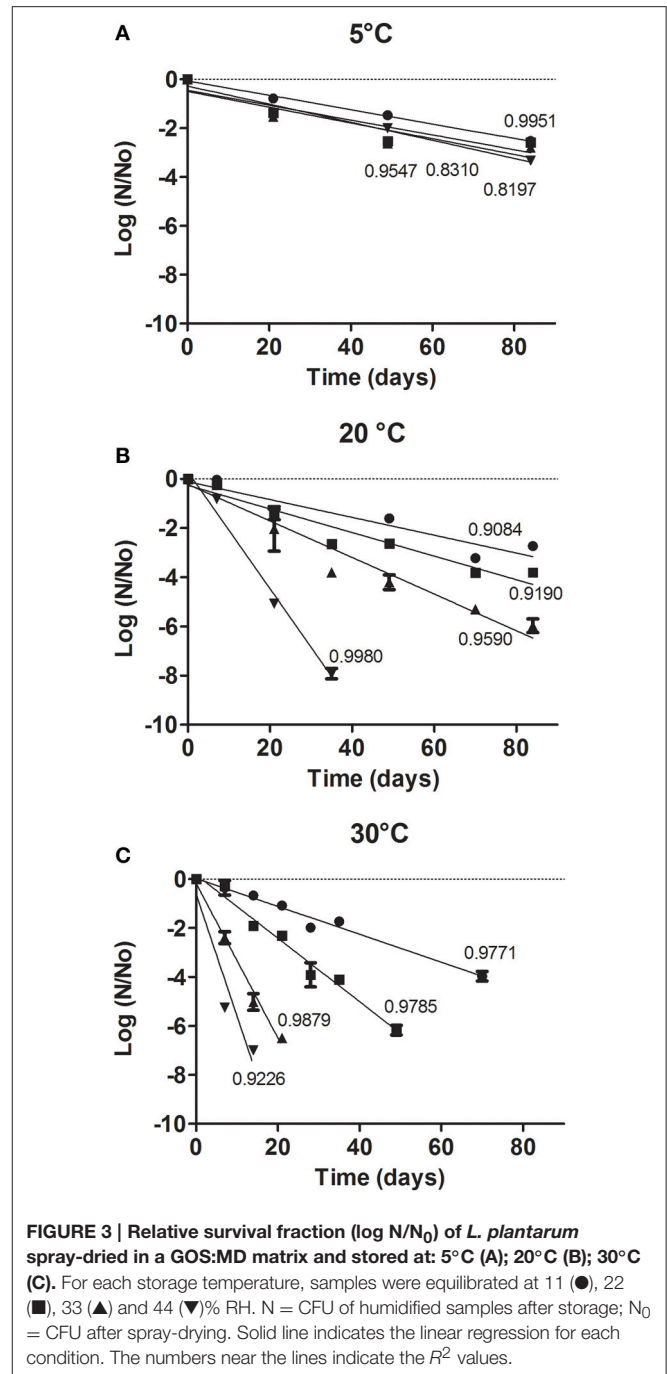 A
5°C
0
-2
-4
-6
-8
-10
Log (N/No)
0.9951
0.9547 0.8310
0.8197
0 20 40 60 80
Time (days)
B
20 °C
0
-2
-4
-6
-8
-10
Log (N/No)
0.9084
0.9190
0.9590
0.9980
0 20 40 60 80
Time (days)
C
30°C
0
-2
-4
-6
-8
-10
Log (N/No)
0.9771
0.9785
0.9879
0.9226
0 20 40 60 80
Time (days)
FIGURE 3 | Relative survival fraction (log N/N₀) of L. plantarum
spray-dried in a GOS:MD matrix and stored at: 5°C (A); 20°C (B); 30°C
(C). For each storage temperature, samples were equilibrated at 11 (●), 22
(■), 33 (▲) and 44 (▼)% RH. N = CFU of humidified samples after storage; N₀
= CFU after spray-drying. Solid line indicates the linear regression for each
condition. The numbers near the lines indicate the R² values.